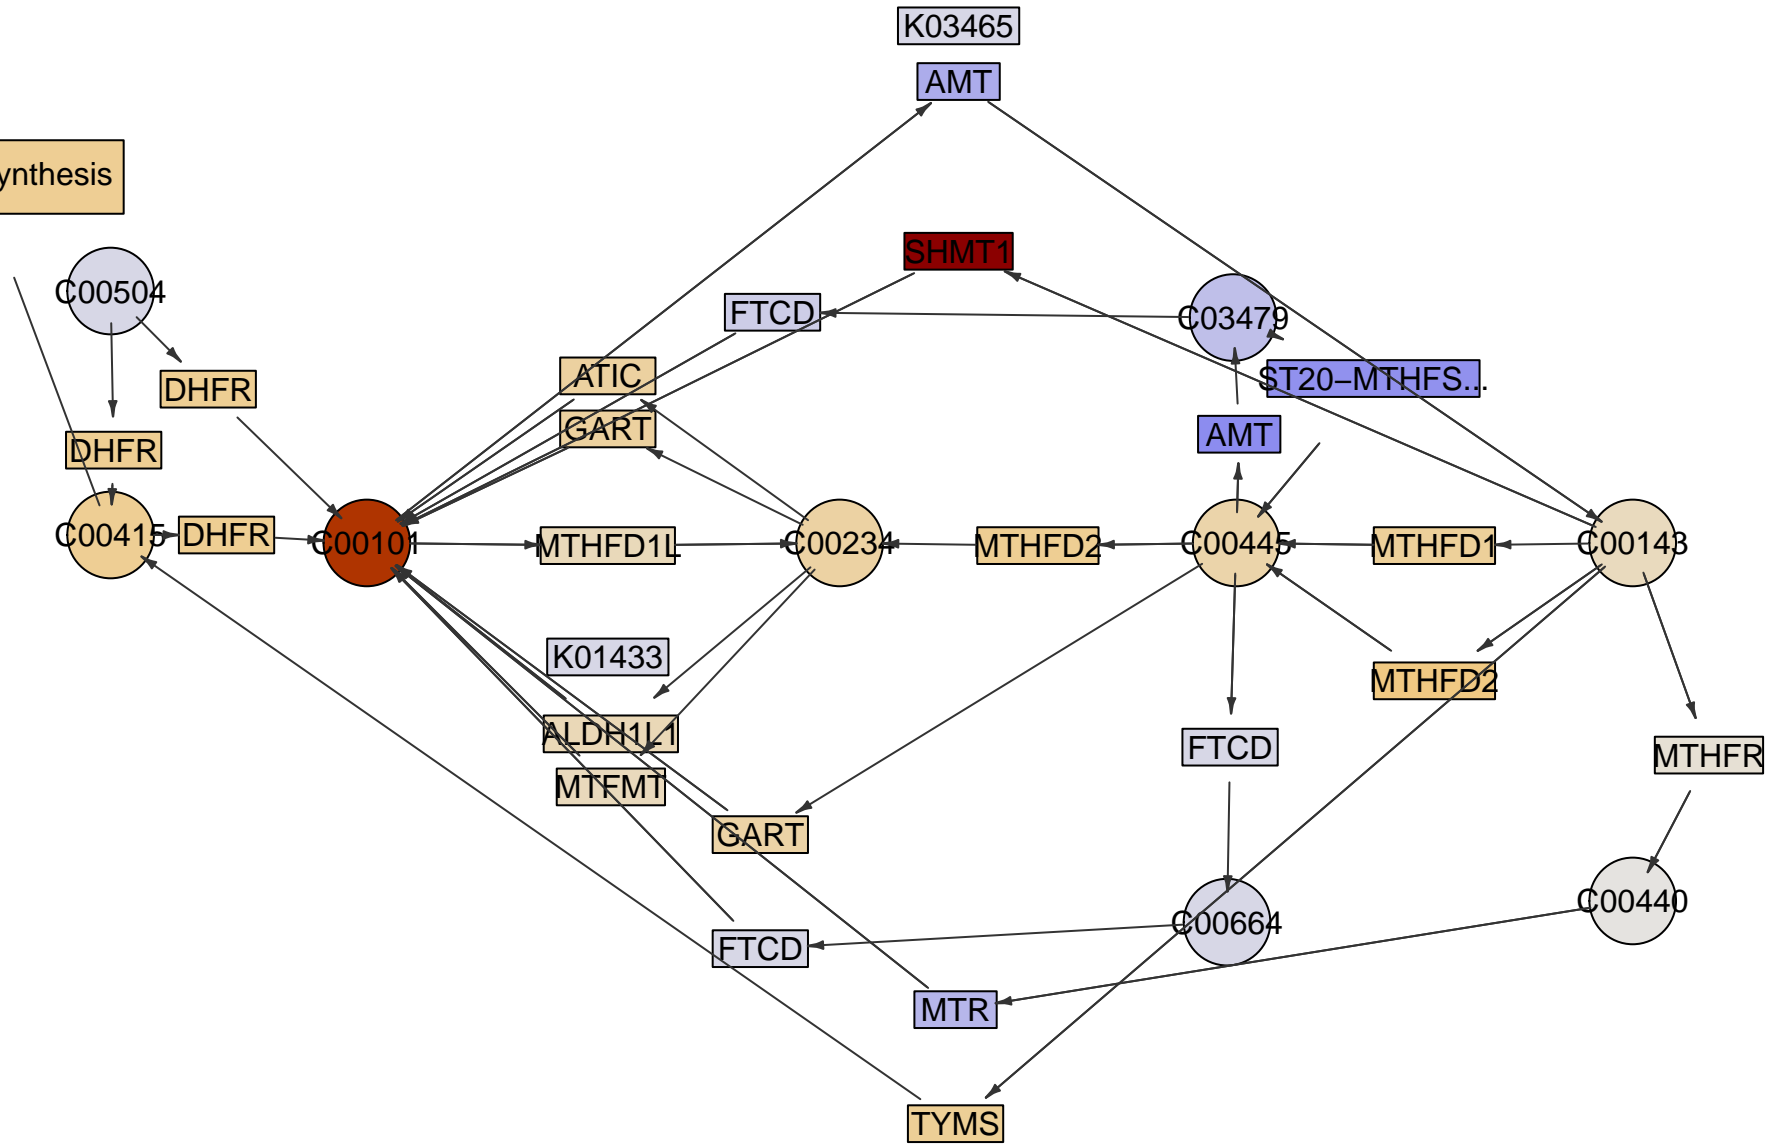 K03465
AMT
ynthesis
SHMT1
C00504
FTCD
C03479
DHFR
ATIC
ST20−MTHFS...
GART
AMT
DHFR
C00415
DHFR
C00101
MTHFD1L
C00234
MTHFD2
C00445
MTHFD1
C00143
K01433
MTHFD2
ALDH1L1
FTCD
MTHFR
MTFMT
GART
C00440
C00664
FTCD
MTR
TYMS